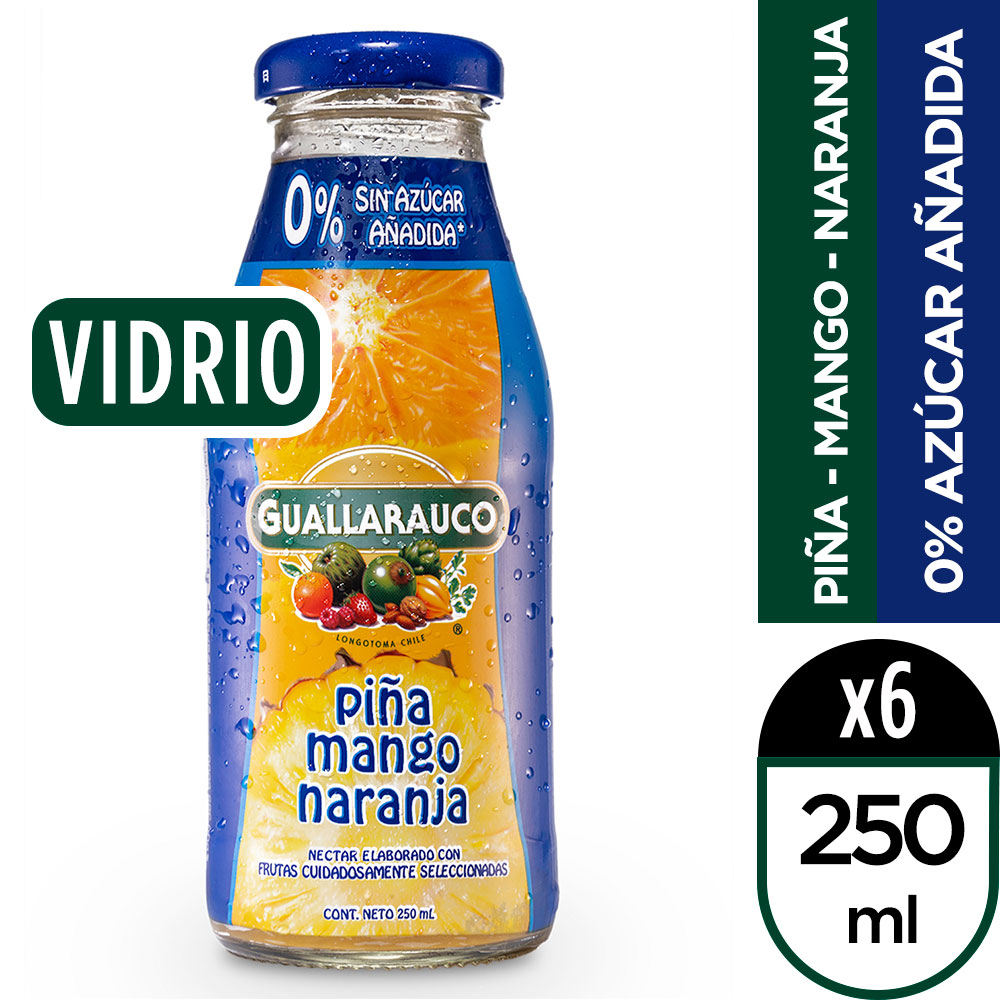 0% SIN AZÚCAR
AÑADIDA*
VIDRIO
GUALLARAUCO
LONGOTOMA-CHILE ®
piña
mango
naranja
NECTAR ELABORADO CON
FRUTAS CUIDADOSAMENTE SELECCIONADAS
CONT. NETO 250 mL
PIÑA - MANGO - NARANJA
0% AZÚCAR AÑADIDA
x6
250
ml